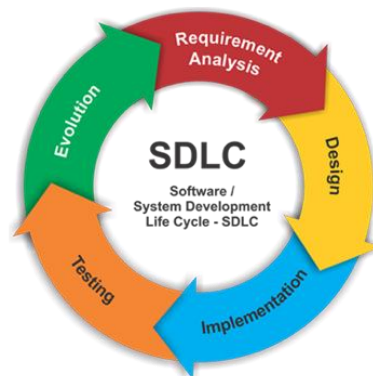 Requirement
Analysis
Design
Implementation
Testing
Evolution
SDLC
Software /
System Development
Life Cycle - SDLC